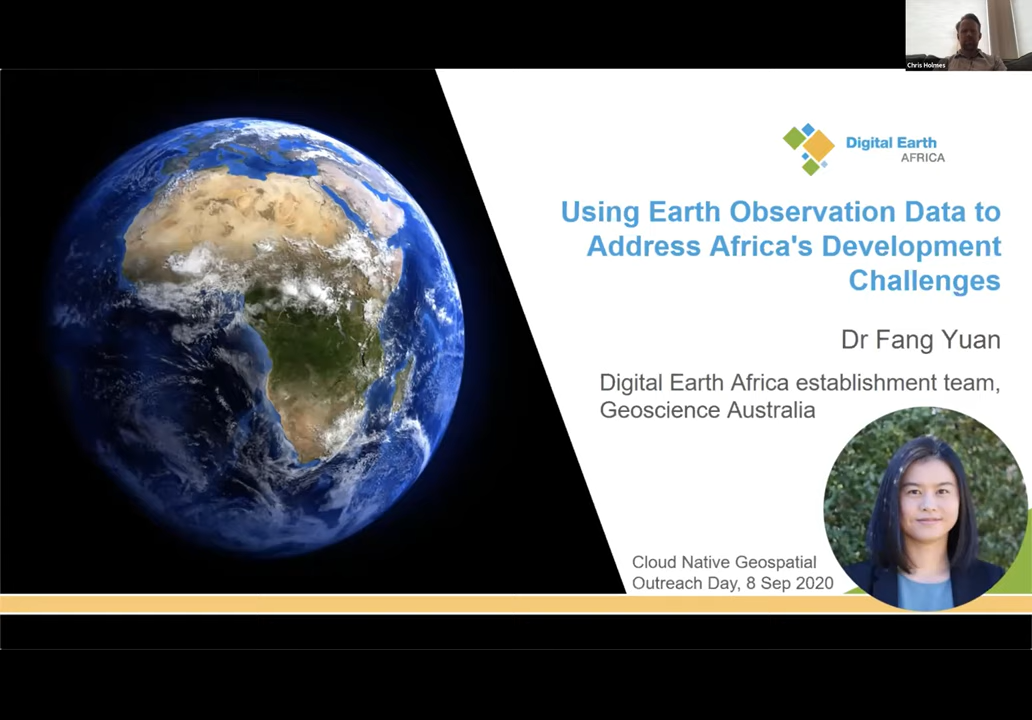 Chris Holmes
Digital Earth
AFRICA
Using Earth Observation Data to
Address Africa's Development
Challenges
Dr Fang Yuan
Digital Earth Africa establishment team,
Geoscience Australia
Cloud Native Geospatial
Outreach Day, 8 Sep 2020